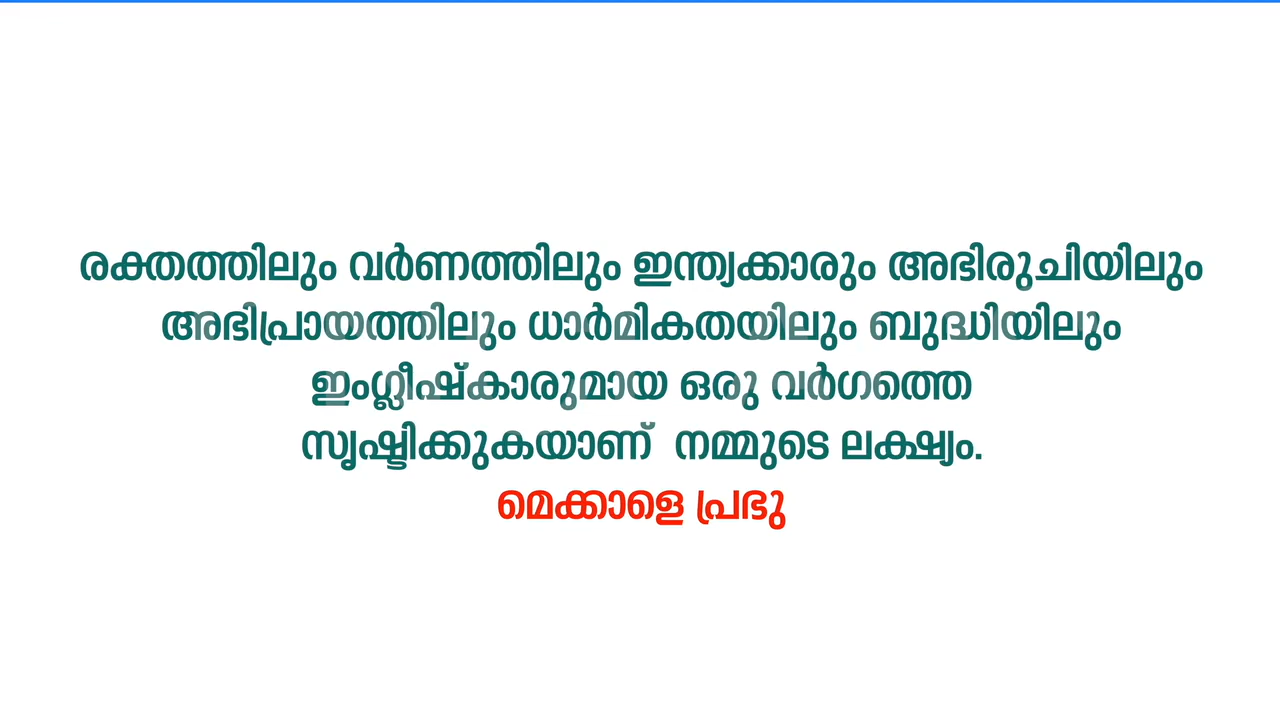 രക്തത്തിലും വർണത്തിലും ഇന്ത്യക്കാരും അഭിരുചിയിലും
അഭിപ്രായത്തിലും ധാർമികതയിലും ബുദ്ധിയിലും
ഇംഗ്ലീഷ്കാരുമായ ഒരു വർഗത്തെ
സൃഷ്ടിക്കുകയാണ് നമ്മുടെ ലക്ഷ്യം.
മെക്കാളെ പ്രഭു